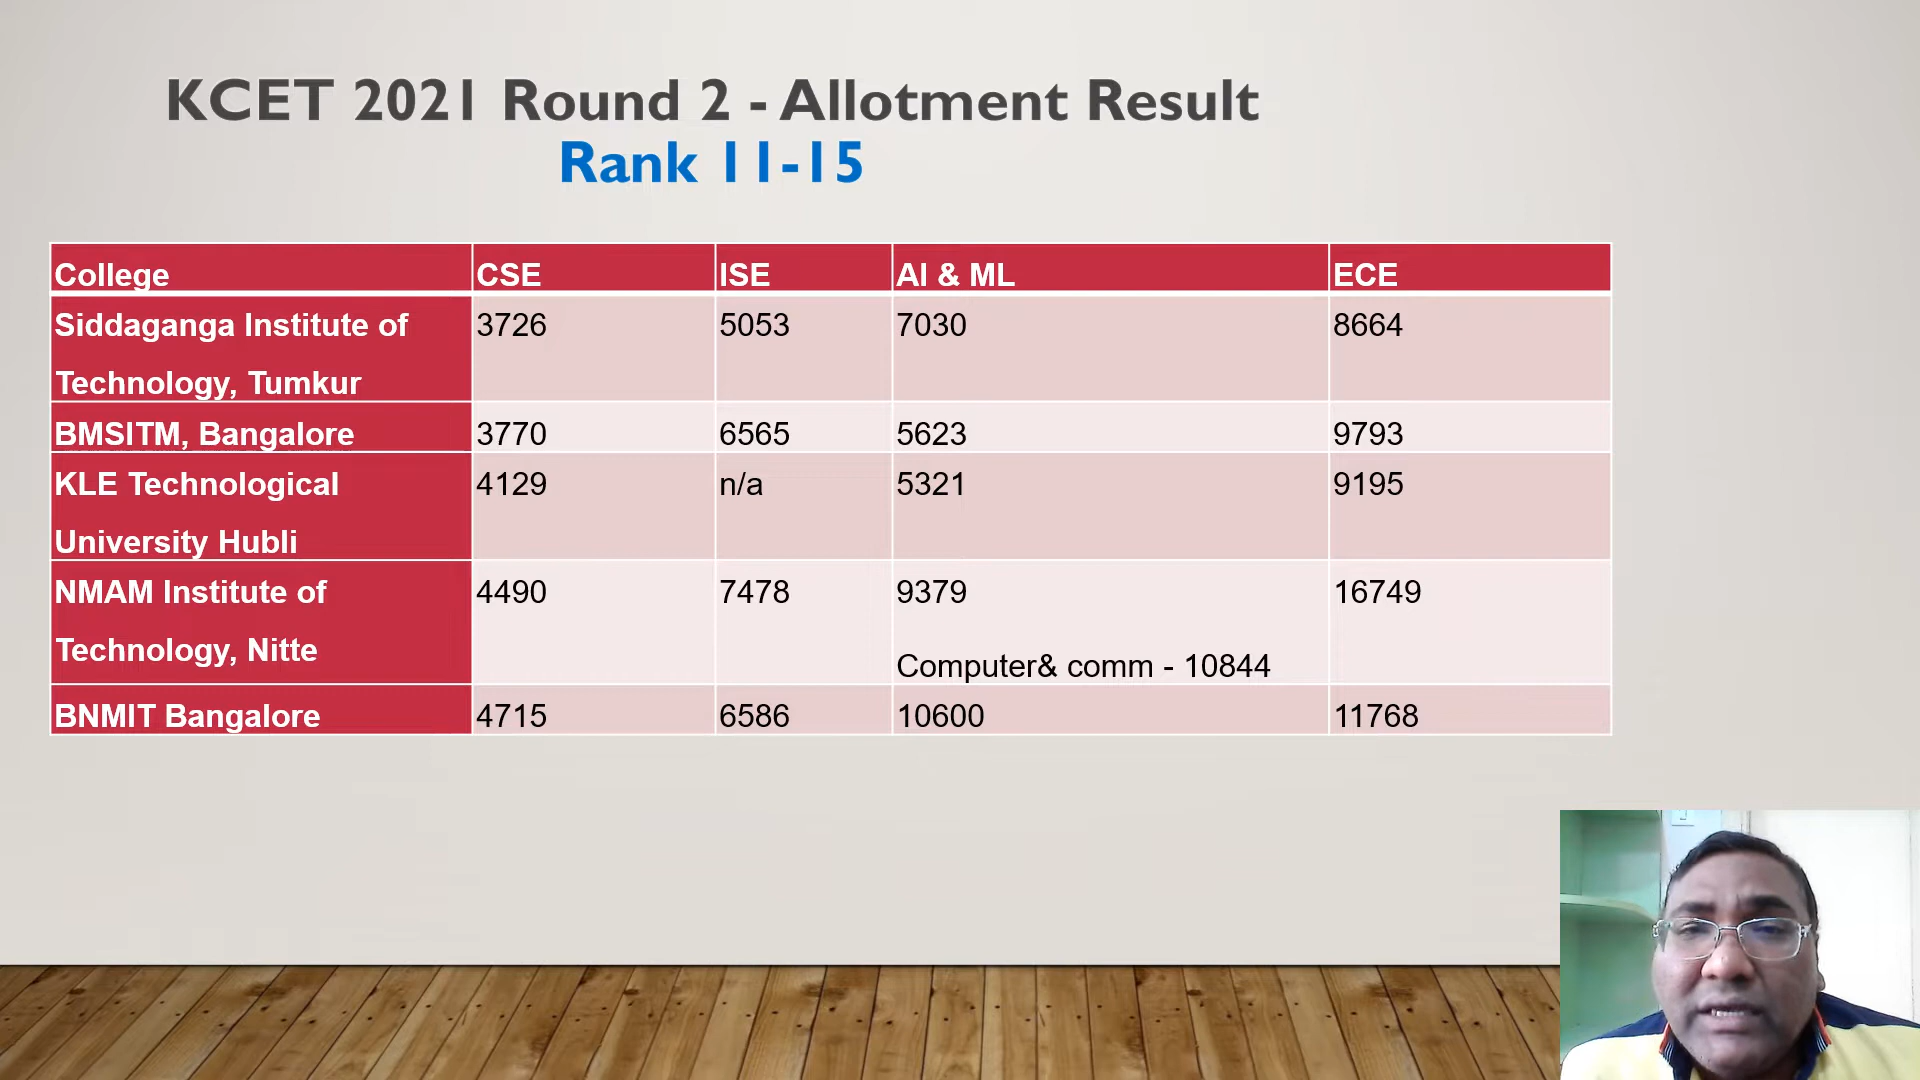 KCET 2021 Round 2 - Allotment Result
Rank 11-15
College CSE ISE AI & ML ECE
Siddaganga Institute of 3726 5053 7030 8664
Technology, Tumkur
BMSITM, Bangalore 3770 6565 5623 9793
KLE Technological 4129 n/a 5321 9195
University Hubli
NMAM Institute of 4490 7478 9379 16749
Technology, Nitte
Computer& comm - 10844
BNMIT Bangalore 4715 6586 10600 11768